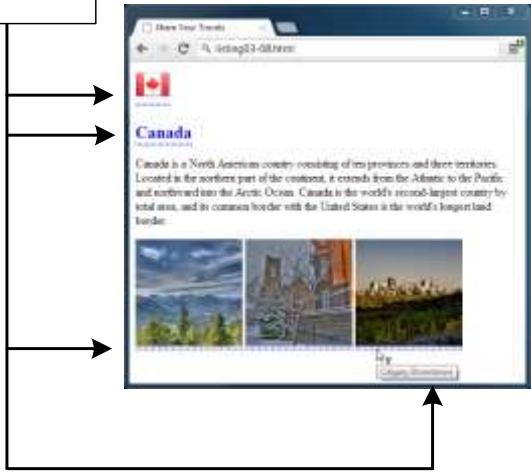 Share Your Travels
listing03-08.html
Canada
Canada is a North American country consisting of ten provinces and three territories.
Located in the northern part of the continent, it extends from the Atlantic to the Pacific
and northward into the Arctic Ocean. Canada is the world's second-largest country by
total area, and its common border with the United States is the world's longest land
border.
Calgary Downtown